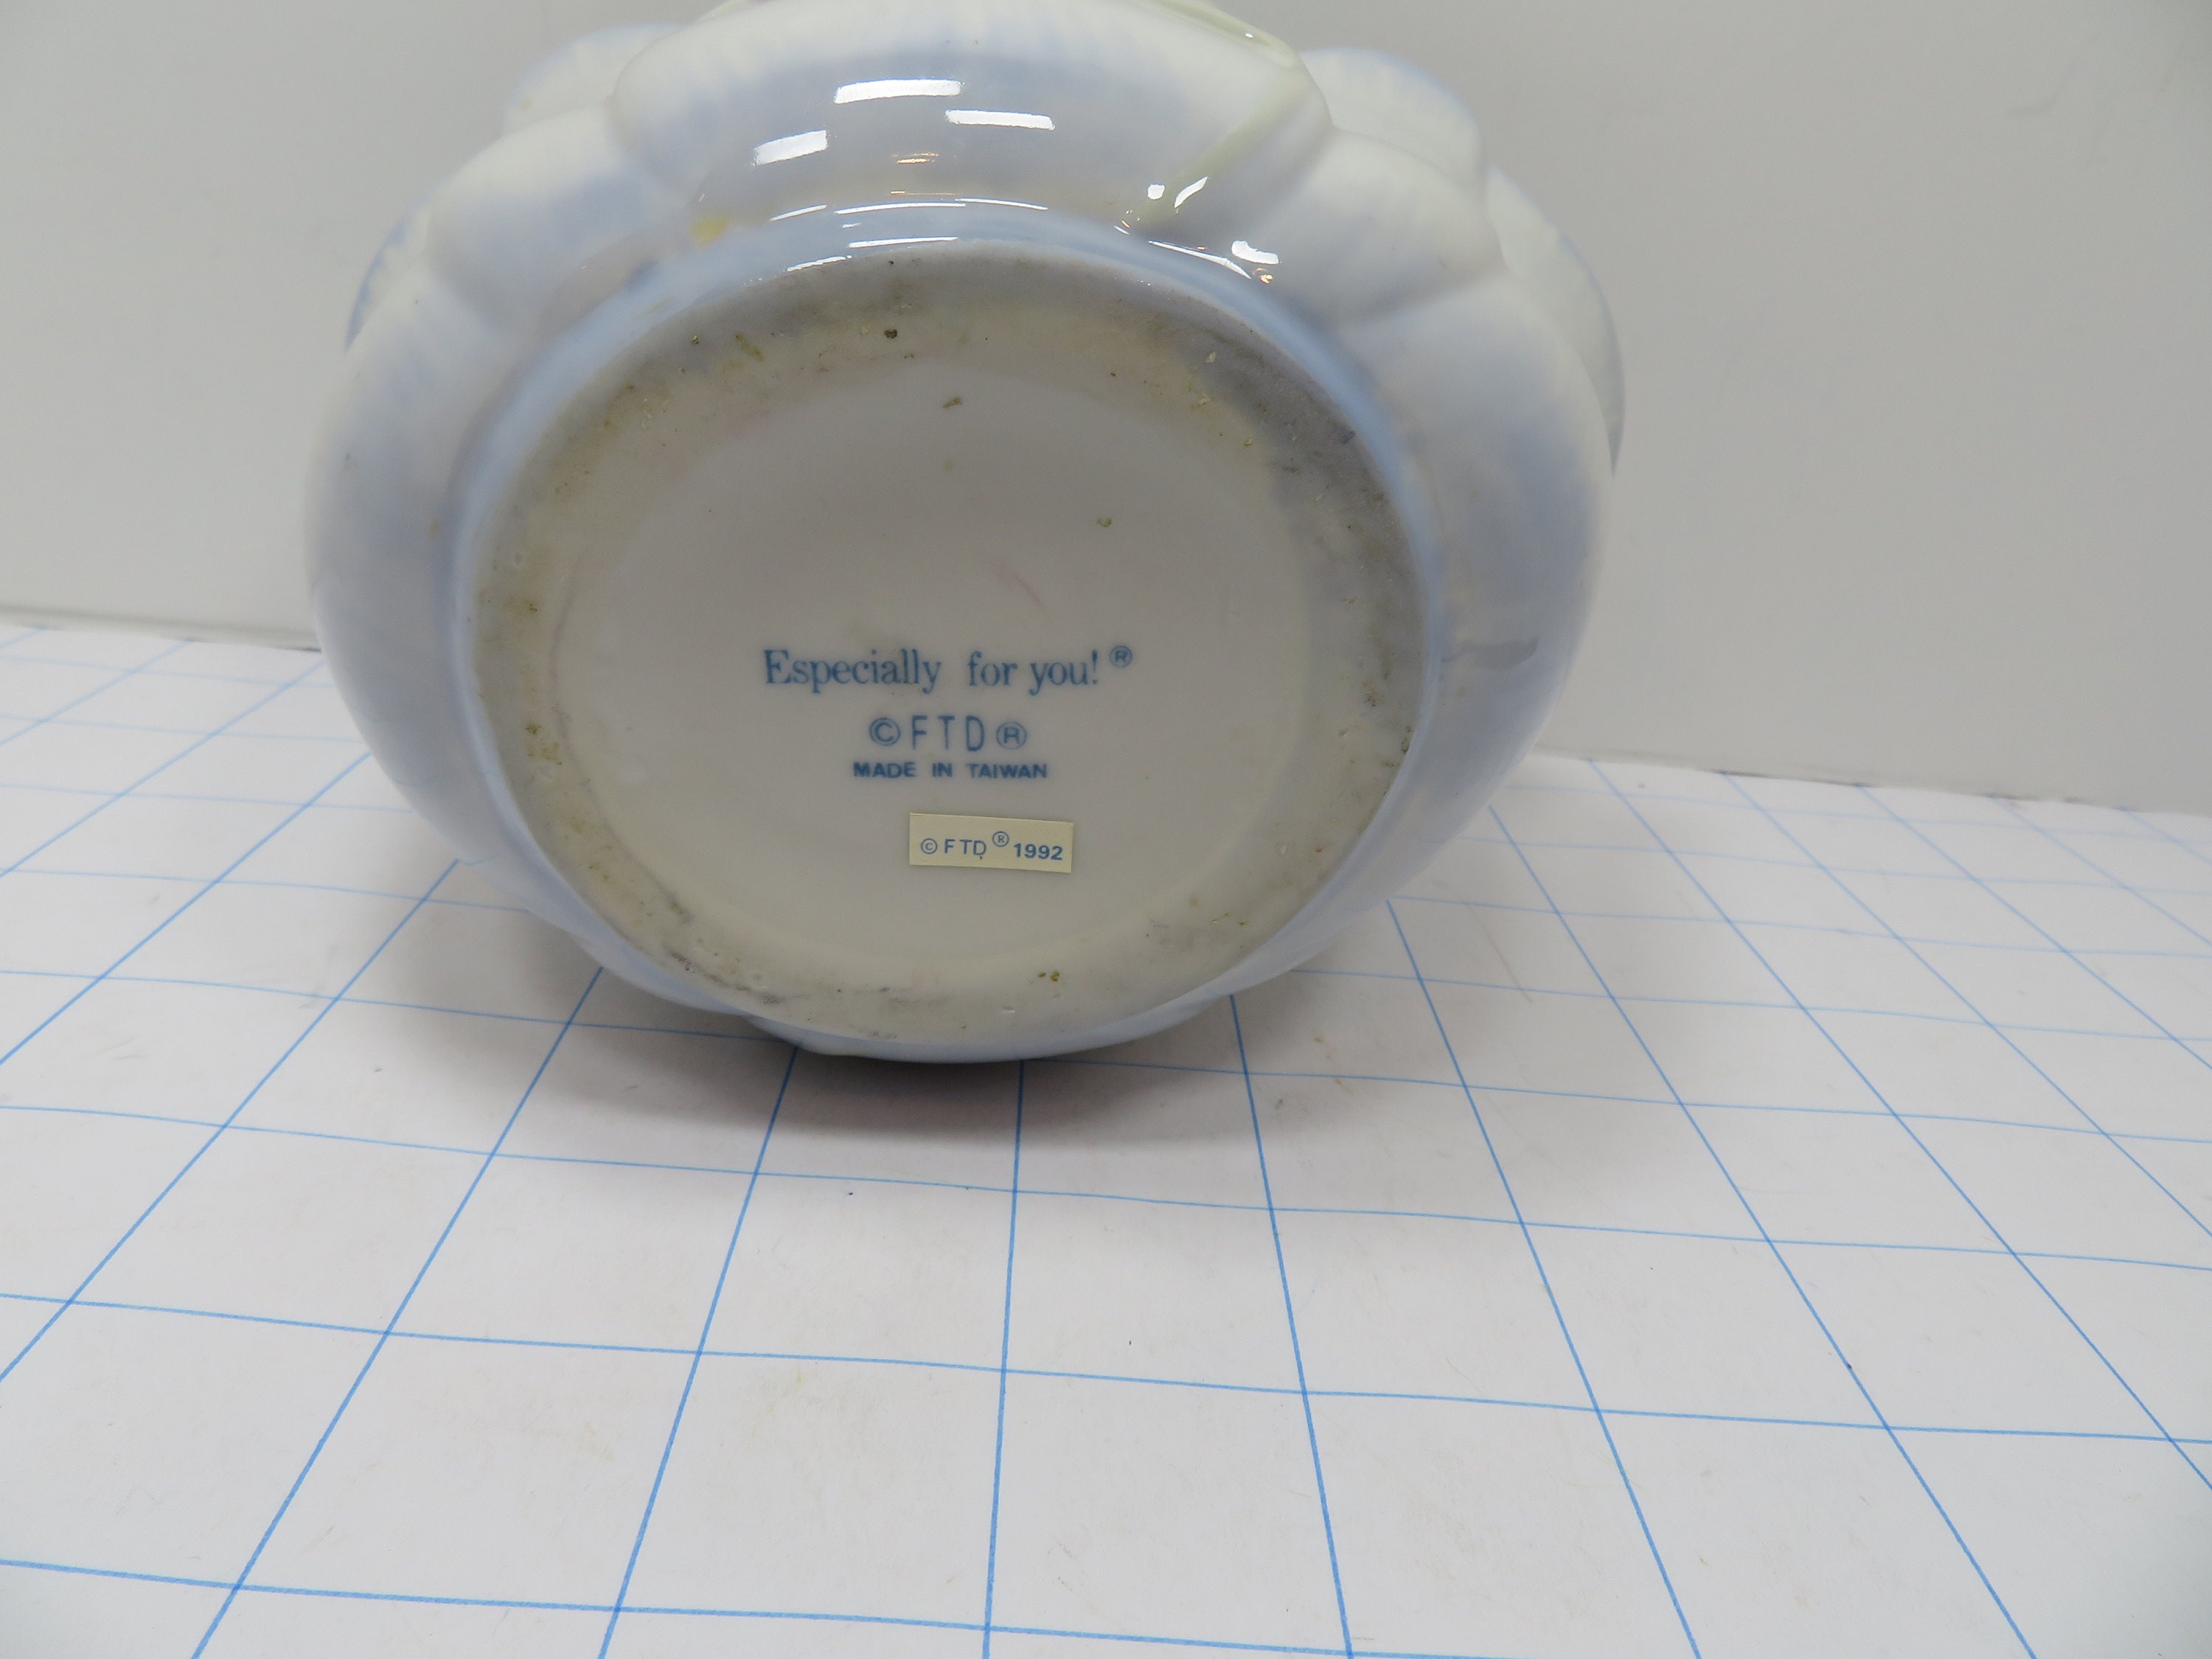 Especially for you! ®
© FTD ®
MADE IN TAIWAN
© FTD ® 1992